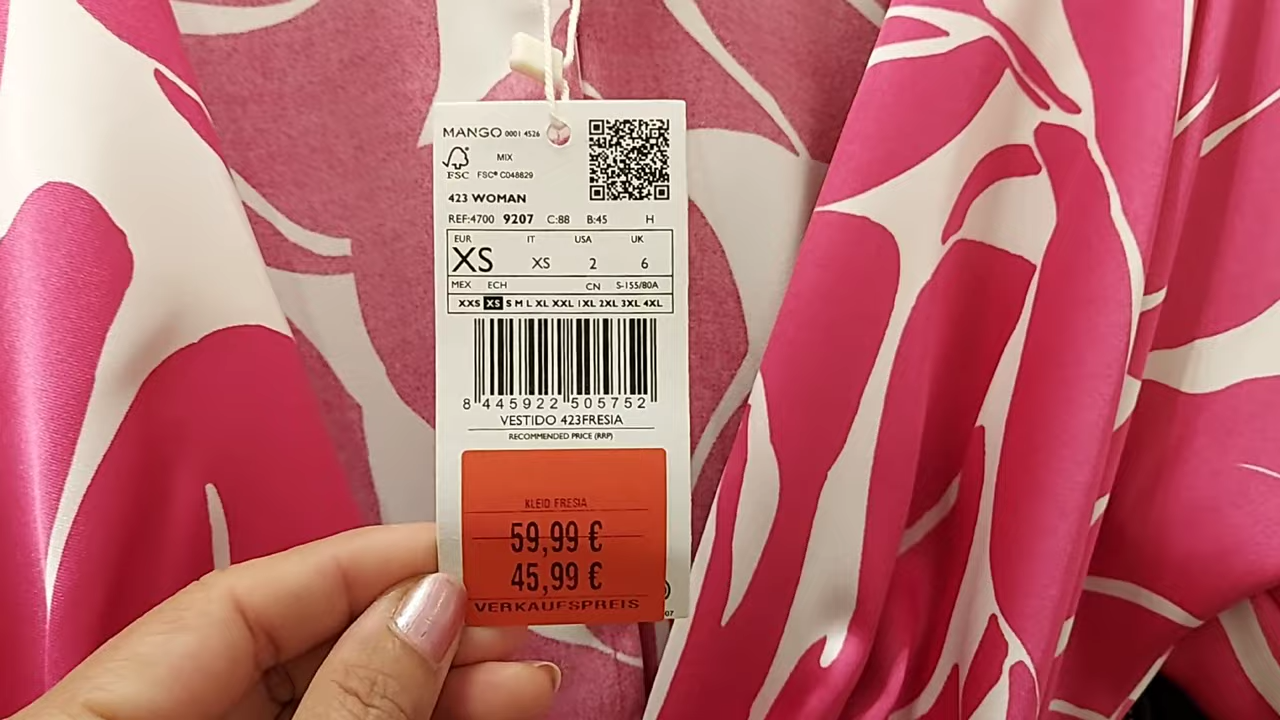 MANGO 0001 4526
MIX
FSC FSC® C048829
423 WOMAN
REF:4700 9207 C:88 B:45 H
EUR IT USA UK
XS XS 2 6
MEX ECH CN S-155/80A
XXS XS S M L XL XXL 1XL 2XL 3XL 4XL
8 445922 505752
VESTIDO 423FRESIA
RECOMMENDED PRICE (RRP)
KLEID FRESIA
59,99 €
45,99 €
VERKAUFSPREIS
07